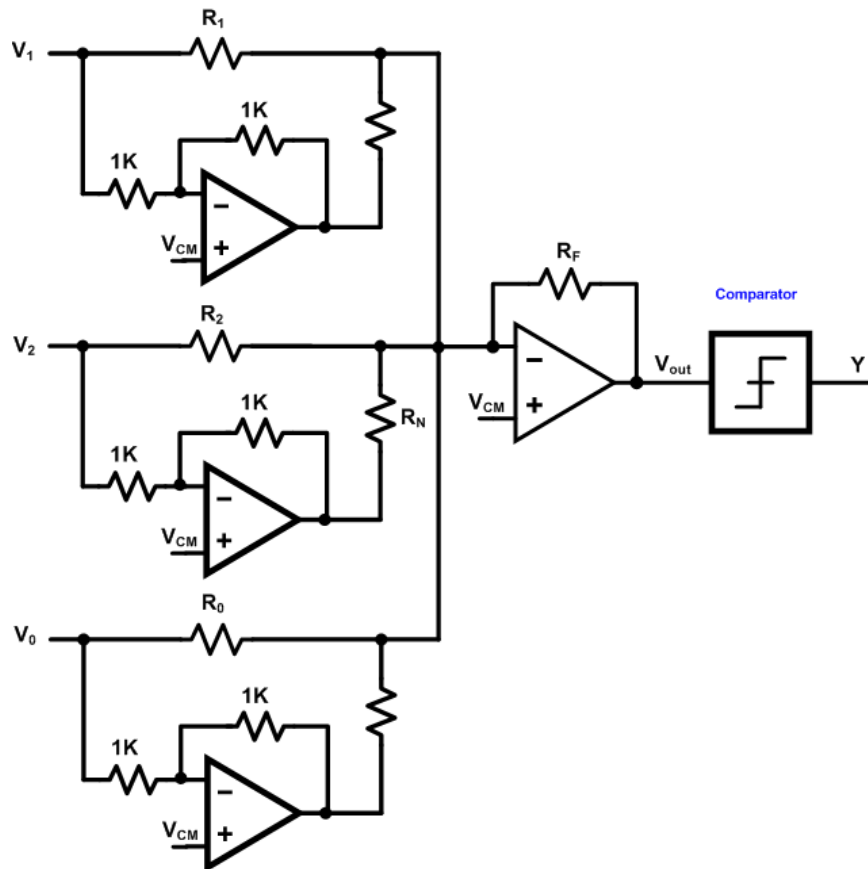 R1
V1
1K
1K
−
VCM
+
R2
V2
1K
RN
1K
−
VCM
+
RF
Comparator
−
Vout
Y
VCM
+
R0
V0
1K
1K
−
VCM
+